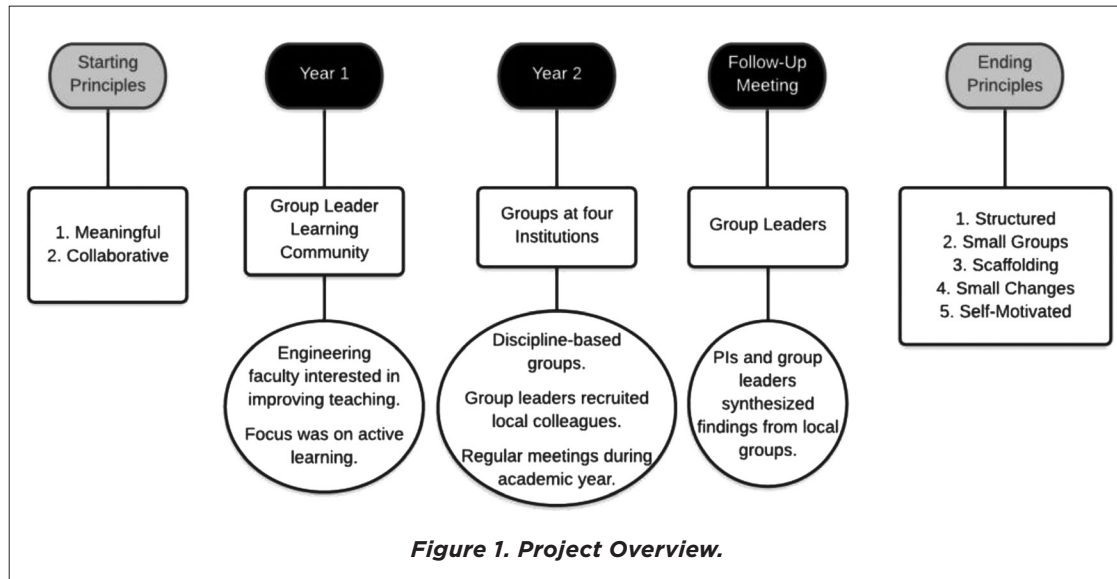 Starting
Principles
1. Meaningful
2. Collaborative
Year 1
Group Leader
Learning
Community
Engineering
faculty interested in
improving teaching.
Focus was on active
learning.
Year 2
Groups at four
Institutions
Discipline-based
groups.
Group leaders recruited
local colleagues.
Regular meetings during
academic year.
Follow-Up
Meeting
Group Leaders
PIs and group
leaders
synthesized
findings from local
groups.
Ending
Principles
1. Structured
2. Small Groups
3. Scaffolding
4. Small Changes
5. Self-Motivated
Figure 1. Project Overview.